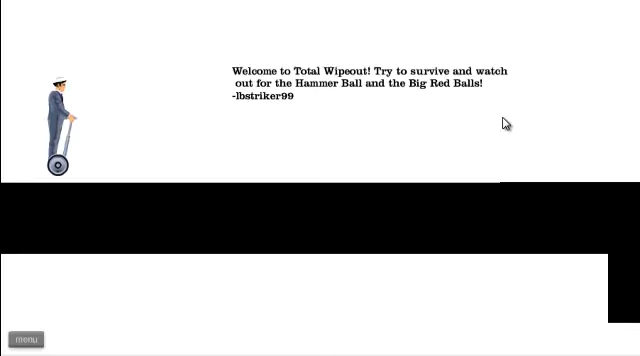 Welcome to Total Wipeout! Try to survive and watch
out for the Hammer Ball and the Big Red Balls!
-lbstriker99
menu